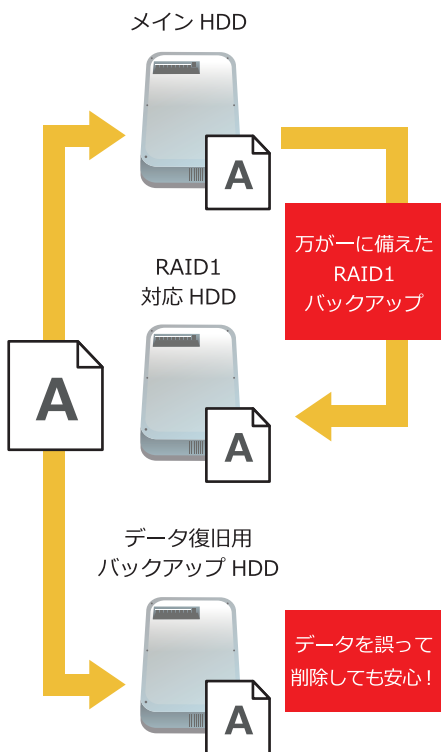 メイン HDD
A
万が一に備えた
RAID1
バックアップ
RAID1
対応 HDD
A
A
データ復旧用
バックアップ HDD
データを誤って
削除しても安心！
A